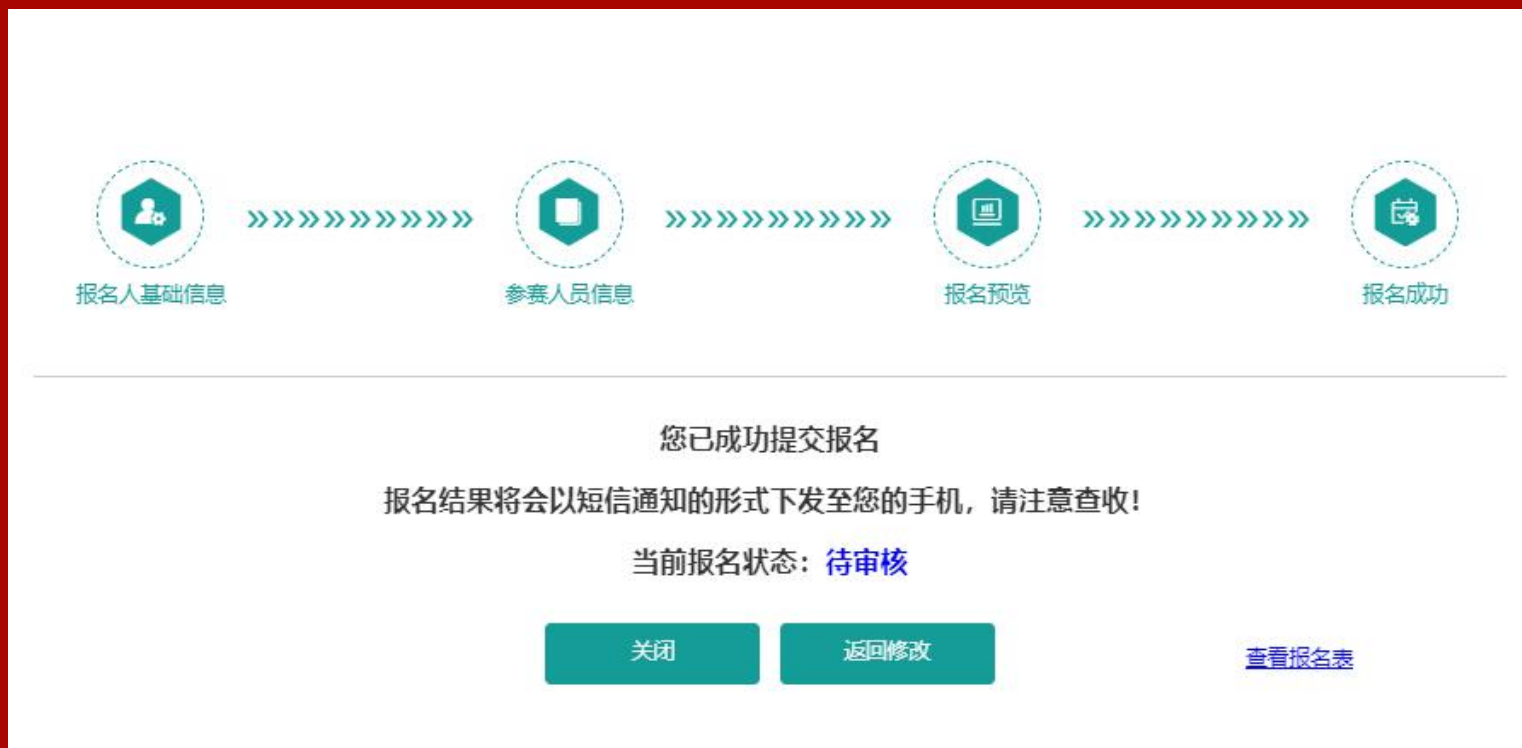 报名人基础信息
参赛人员信息
报名预览
报名成功
您已成功提交报名
报名结果将会以短信通知的形式下发至您的手机，请注意查收！
当前报名状态：待审核
关闭
返回修改
查看报名表